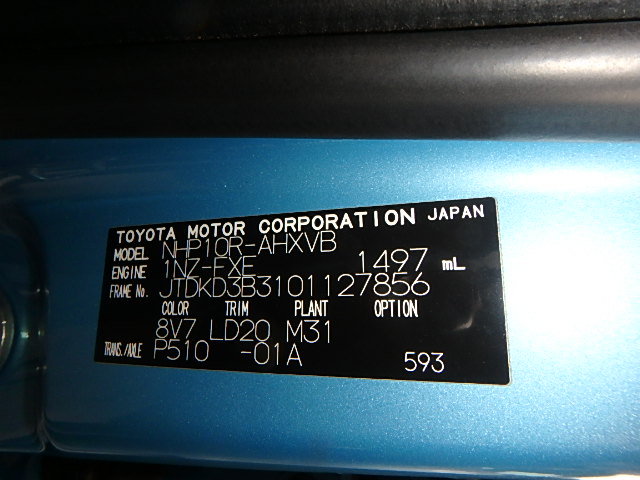 TOYOTA MOTOR CORPORATION JAPAN
MODEL NHP10R-AHXVB
ENGINE 1NZ-FXE 1497 mL
FRAME No. JTDKD3B3101127856
COLOR TRIM PLANT OPTION
8V7 LD20 M31
TRANS./AXLE P510 -01A 593